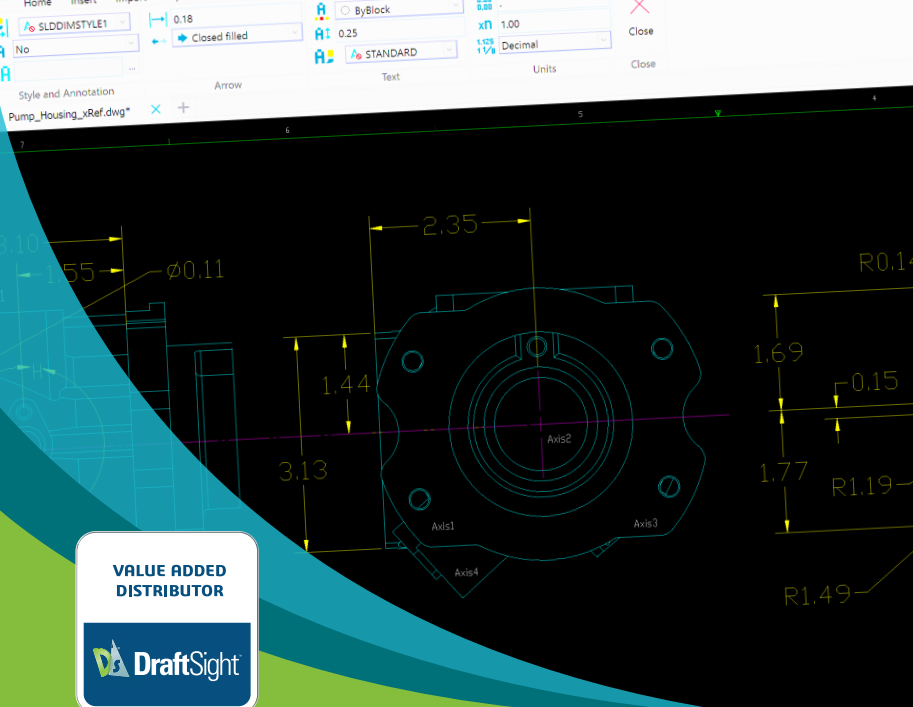 Home Insert
SLDDIMSTYLE1
No
...
Style and Annotation
0.18
Closed filled
Arrow
ByBlock
0.25
STANDARD
Text
1.00
Decimal
Units
Close
Close
Pump_Housing_xRef.dwg*
7
6
5
4
3.10
1.55
Ø0.11
H
2.35
1.44
3.13
Axis2
Axis1
Axis3
Axis4
R0.14
1.69
0.15
1.77
R1.19
R1.49
VALUE ADDED
DISTRIBUTOR
DS DraftSight